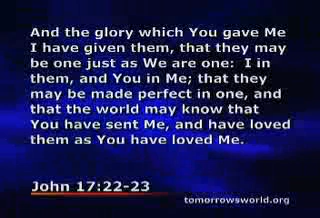 And the glory which You gave Me
I have given them, that they may
be one just as We are one:  I in
them, and You in Me; that they
may be made perfect in one, and
that the world may know that
You have sent Me, and have loved
them as You have loved Me.
John 17:22-23
tomorrowsworld.org